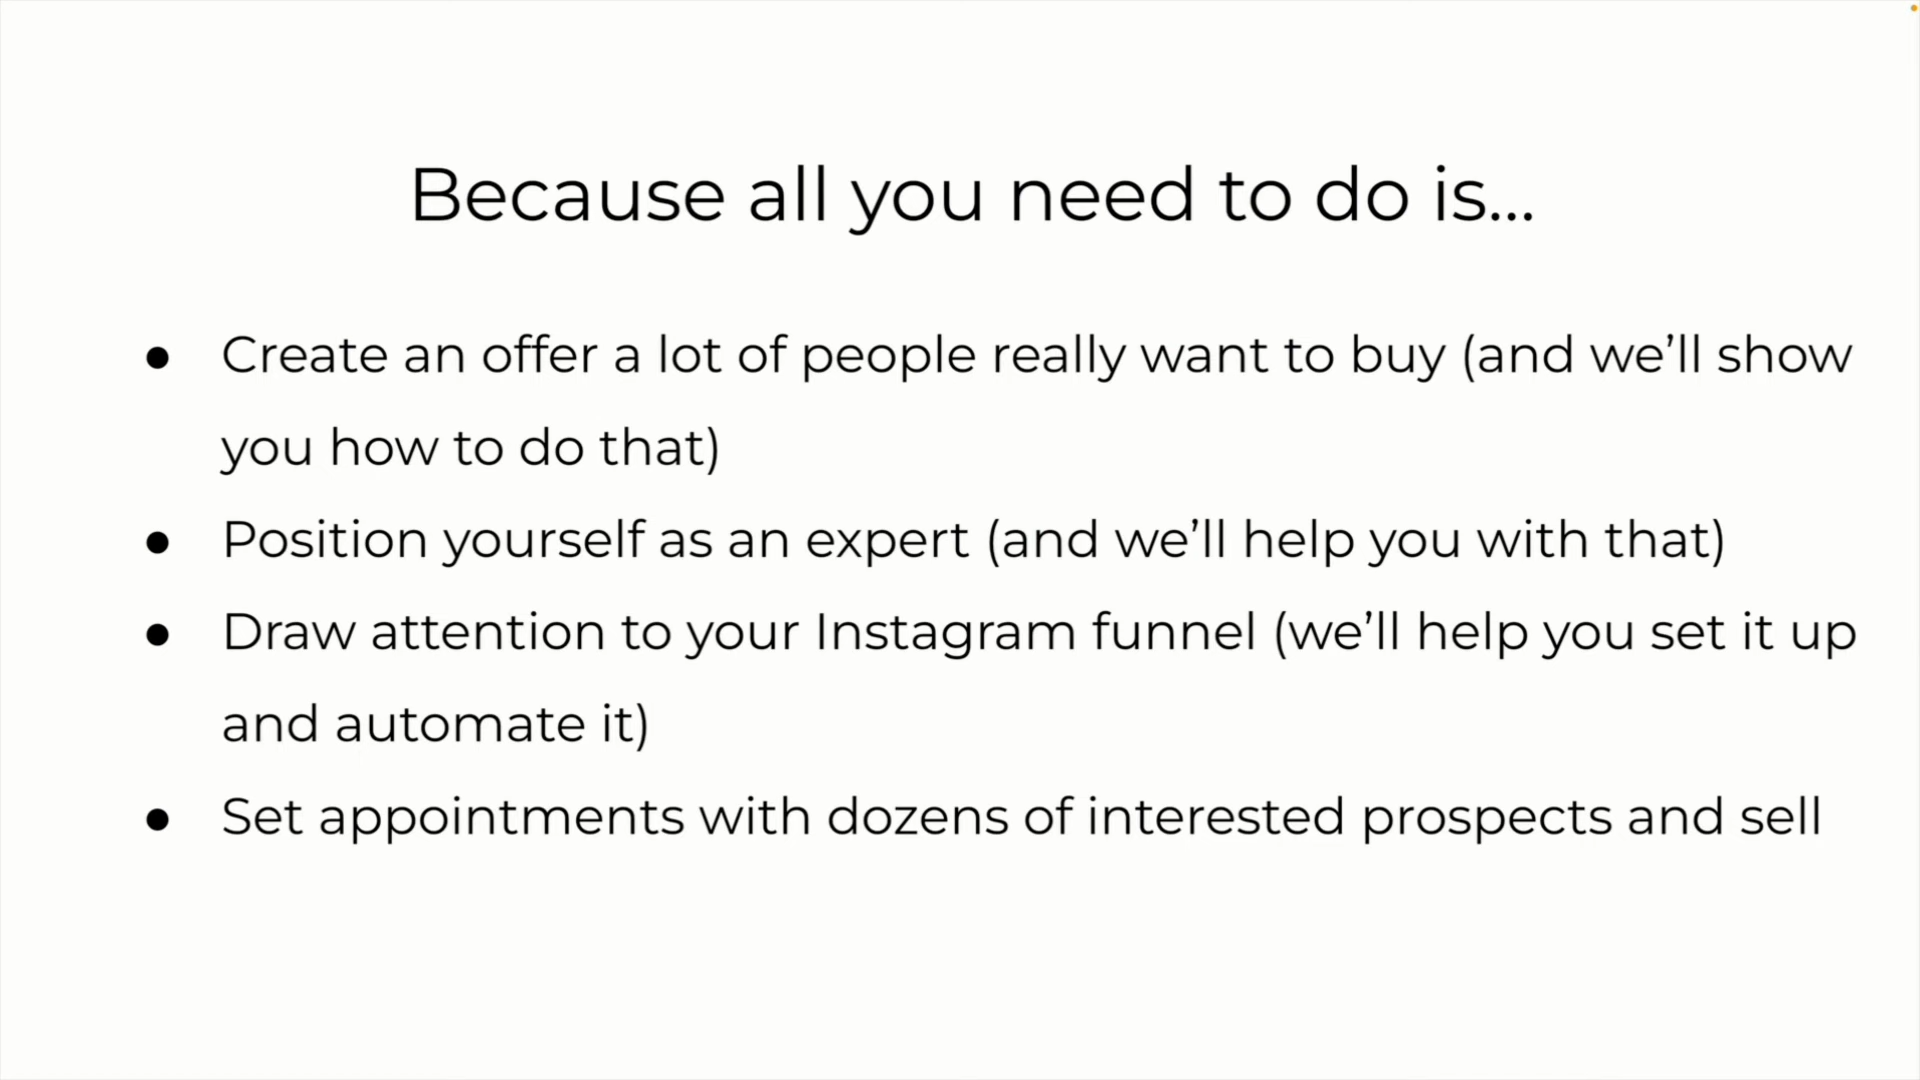 Because all you need to do is...
● Create an offer a lot of people really want to buy (and we’ll show
you how to do that)
● Position yourself as an expert (and we’ll help you with that)
● Draw attention to your Instagram funnel (we’ll help you set it up
and automate it)
● Set appointments with dozens of interested prospects and sell